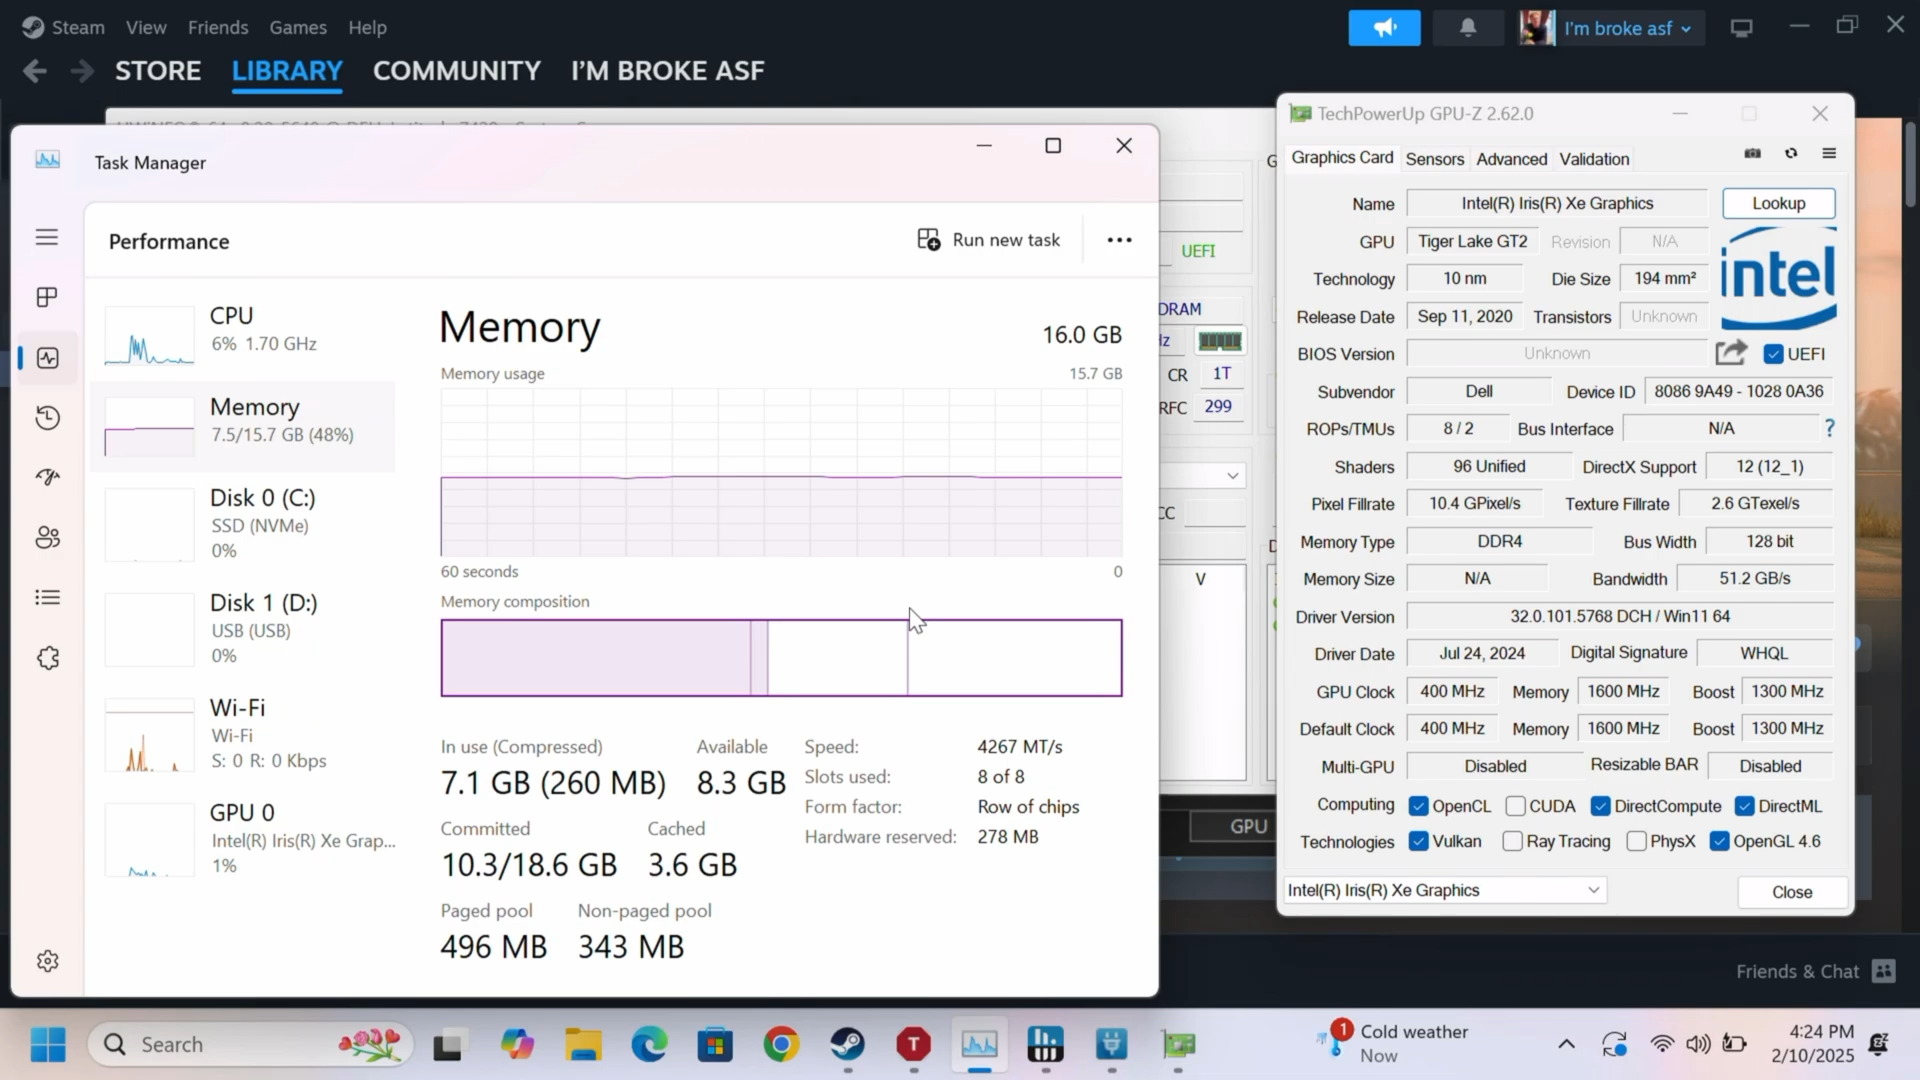 Steam View Friends Games Help
I'm broke asf
STORE LIBRARY COMMUNITY I'M BROKE ASF
Task Manager
Performance
Run new task
CPU
6% 1.70 GHz
Memory
7.5/15.7 GB (48%)
Disk 0 (C:)
SSD (NVMe)
0%
Disk 1 (D:)
USB (USB)
0%
Wi-Fi
Wi-Fi
S: 0 R: 0 Kbps
GPU 0
Intel(R) Iris(R) Xe Grap...
1%
Memory
16.0 GB
Memory usage
15.7 GB
60 seconds
0
Memory composition
In use (Compressed)
7.1 GB (260 MB)
Available
8.3 GB
Speed: 4267 MT/s
Slots used: 8 of 8
Form factor: Row of chips
Hardware reserved: 278 MB
Committed
10.3/18.6 GB
Cached
3.6 GB
Paged pool
496 MB
Non-paged pool
343 MB
UEFI
DRAM
CR 1T
RFC 299
V
GPU
TechPowerUp GPU-Z 2.62.0
Graphics Card Sensors Advanced Validation
Name Intel(R) Iris(R) Xe Graphics Lookup
GPU Tiger Lake GT2 Revision N/A
intel
Technology 10 nm Die Size 194 mm²
Release Date Sep 11, 2020 Transistors Unknown
BIOS Version Unknown UEFI
Subvendor Dell Device ID 8086 9A49 - 1028 0A36
ROPs/TMUs 8 / 2 Bus Interface N/A ?
Shaders 96 Unified DirectX Support 12 (12_1)
Pixel Fillrate 10.4 GPixel/s Texture Fillrate 2.6 GTexel/s
Memory Type DDR4 Bus Width 128 bit
Memory Size N/A Bandwidth 51.2 GB/s
Driver Version 32.0.101.5768 DCH / Win11 64
Driver Date Jul 24, 2024 Digital Signature WHQL
GPU Clock 400 MHz Memory 1600 MHz Boost 1300 MHz
Default Clock 400 MHz Memory 1600 MHz Boost 1300 MHz
Multi-GPU Disabled Resizable BAR Disabled
Computing OpenCL CUDA DirectCompute DirectML
Technologies Vulkan Ray Tracing PhysX OpenGL 4.6
Intel(R) Iris(R) Xe Graphics Close
Friends & Chat
Search
1
Cold weather
Now
4:24 PM
2/10/2025